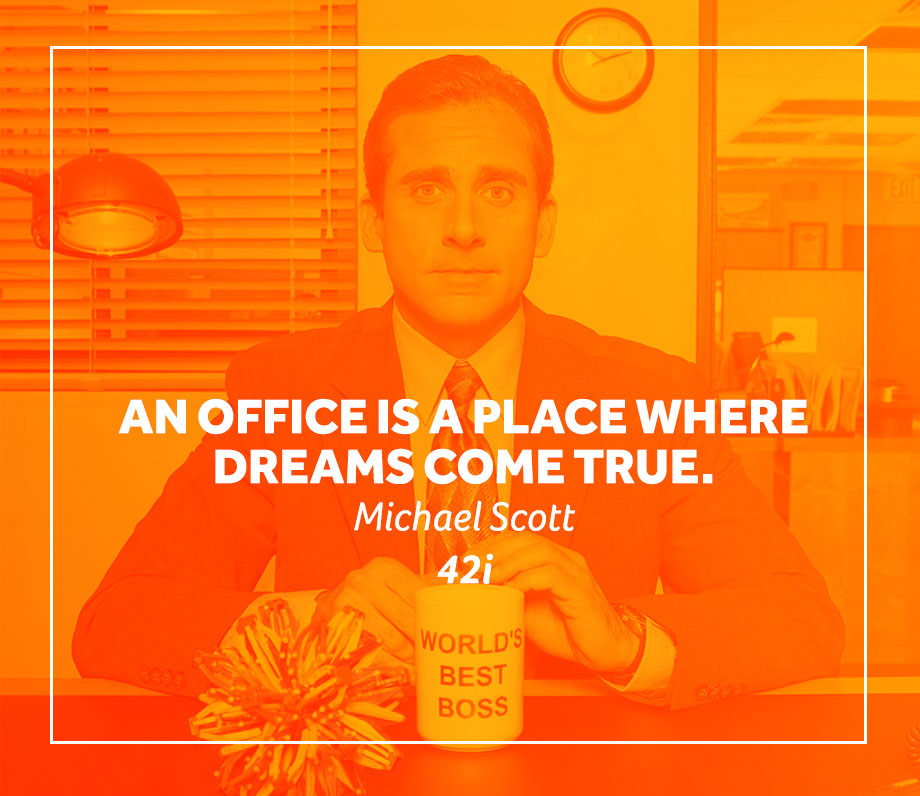 AN OFFICE IS A PLACE WHERE
DREAMS COME TRUE.
Michael Scott
42i
WORLD'S
BEST
BOSS